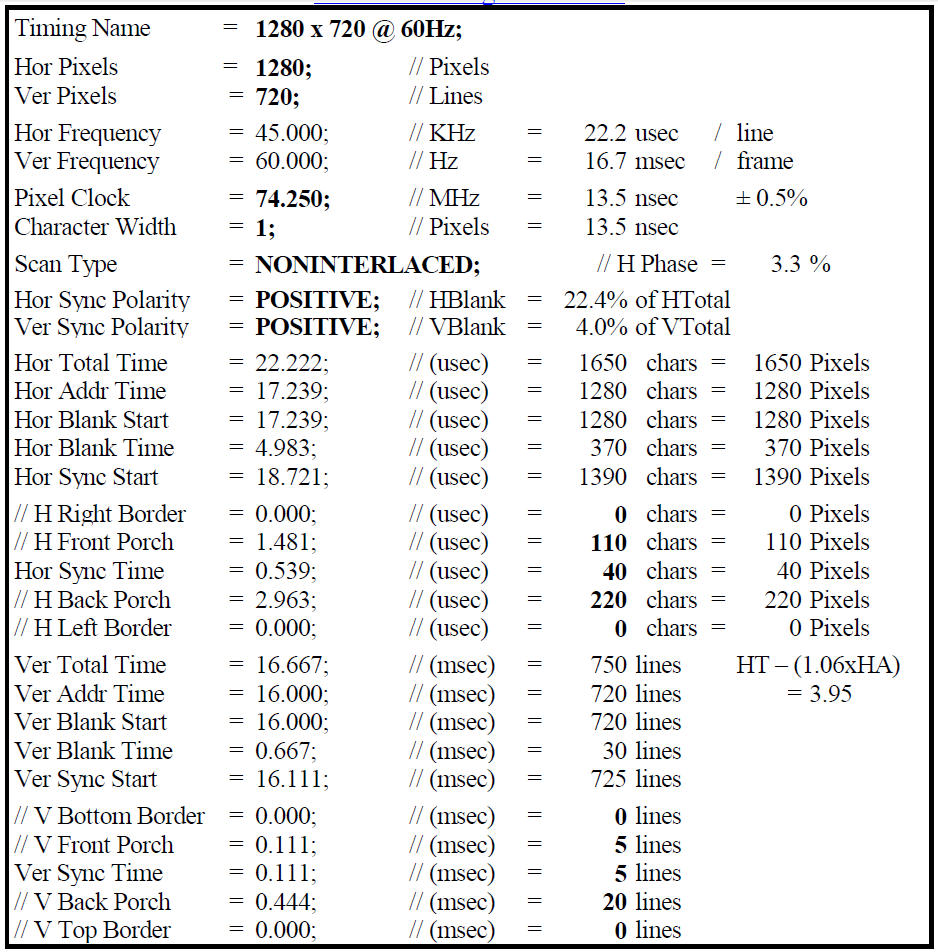 Timing Name = 1280 x 720 @ 60Hz;
Hor Pixels = 1280; // Pixels
Ver Pixels = 720; // Lines
Hor Frequency = 45.000; // KHz = 22.2 usec / line
Ver Frequency = 60.000; // Hz = 16.7 msec / frame
Pixel Clock = 74.250; // MHz = 13.5 nsec ± 0.5%
Character Width = 1; // Pixels = 13.5 nsec
Scan Type = NONINTERLACED; // H Phase = 3.3 %
Hor Sync Polarity = POSITIVE; // HBlank = 22.4% of HTotal
Ver Sync Polarity = POSITIVE; // VBlank = 4.0% of VTotal
Hor Total Time = 22.222; // (usec) = 1650 chars = 1650 Pixels
Hor Addr Time = 17.239; // (usec) = 1280 chars = 1280 Pixels
Hor Blank Start = 17.239; // (usec) = 1280 chars = 1280 Pixels
Hor Blank Time = 4.983; // (usec) = 370 chars = 370 Pixels
Hor Sync Start = 18.721; // (usec) = 1390 chars = 1390 Pixels
// H Right Border = 0.000; // (usec) = 0 chars = 0 Pixels
// H Front Porch = 1.481; // (usec) = 110 chars = 110 Pixels
Hor Sync Time = 0.539; // (usec) = 40 chars = 40 Pixels
// H Back Porch = 2.963; // (usec) = 220 chars = 220 Pixels
// H Left Border = 0.000; // (usec) = 0 chars = 0 Pixels
Ver Total Time = 16.667; // (msec) = 750 lines HT – (1.06xHA)
Ver Addr Time = 16.000; // (msec) = 720 lines = 3.95
Ver Blank Start = 16.000; // (msec) = 720 lines
Ver Blank Time = 0.667; // (msec) = 30 lines
Ver Sync Start = 16.111; // (msec) = 725 lines
// V Bottom Border = 0.000; // (msec) = 0 lines
// V Front Porch = 0.111; // (msec) = 5 lines
Ver Sync Time = 0.111; // (msec) = 5 lines
// V Back Porch = 0.444; // (msec) = 20 lines
// V Top Border = 0.000; // (msec) = 0 lines